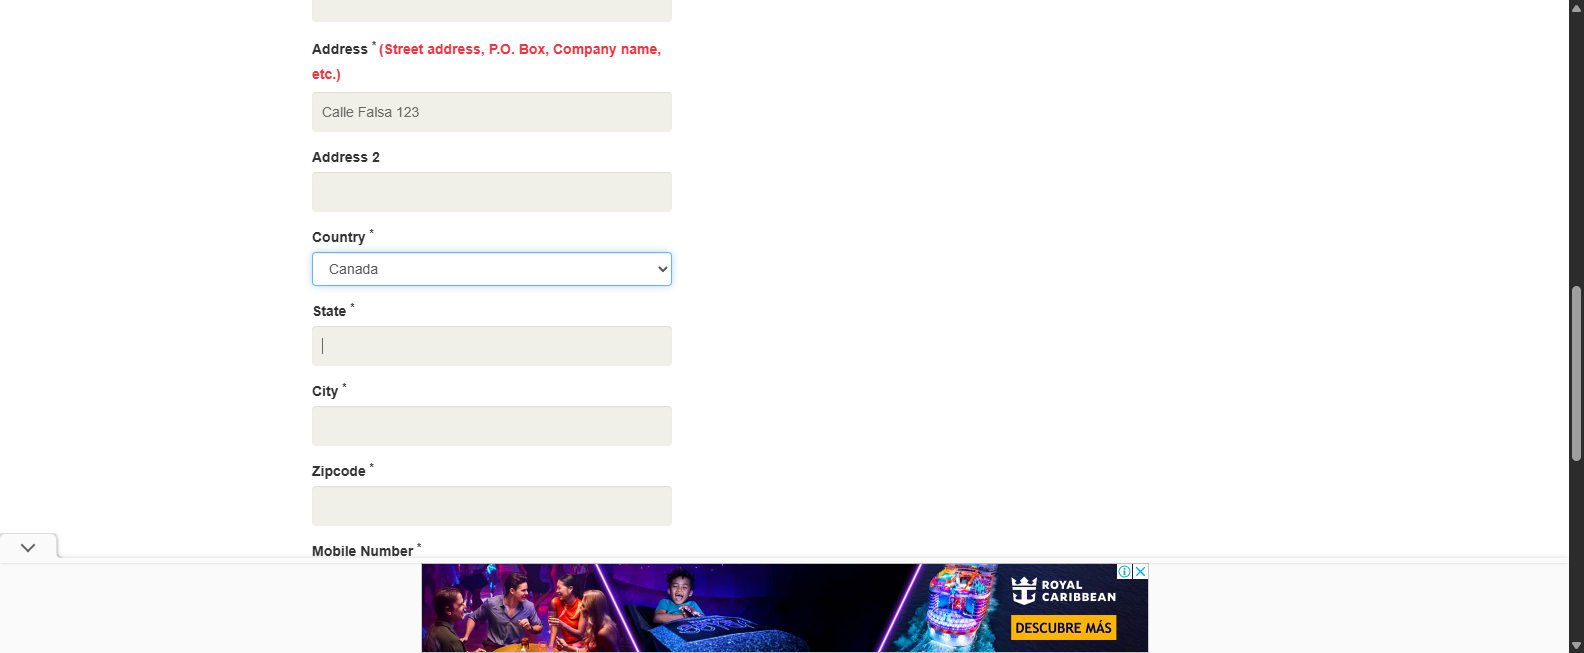 Address * (Street address, P.O. Box, Company name,
etc.)
Calle Falsa 123
Address 2
Country *
Canada
State *
City *
Zipcode *
Mobile Number *
ROYAL
CARIBBEAN
DESCUBRE MÁS